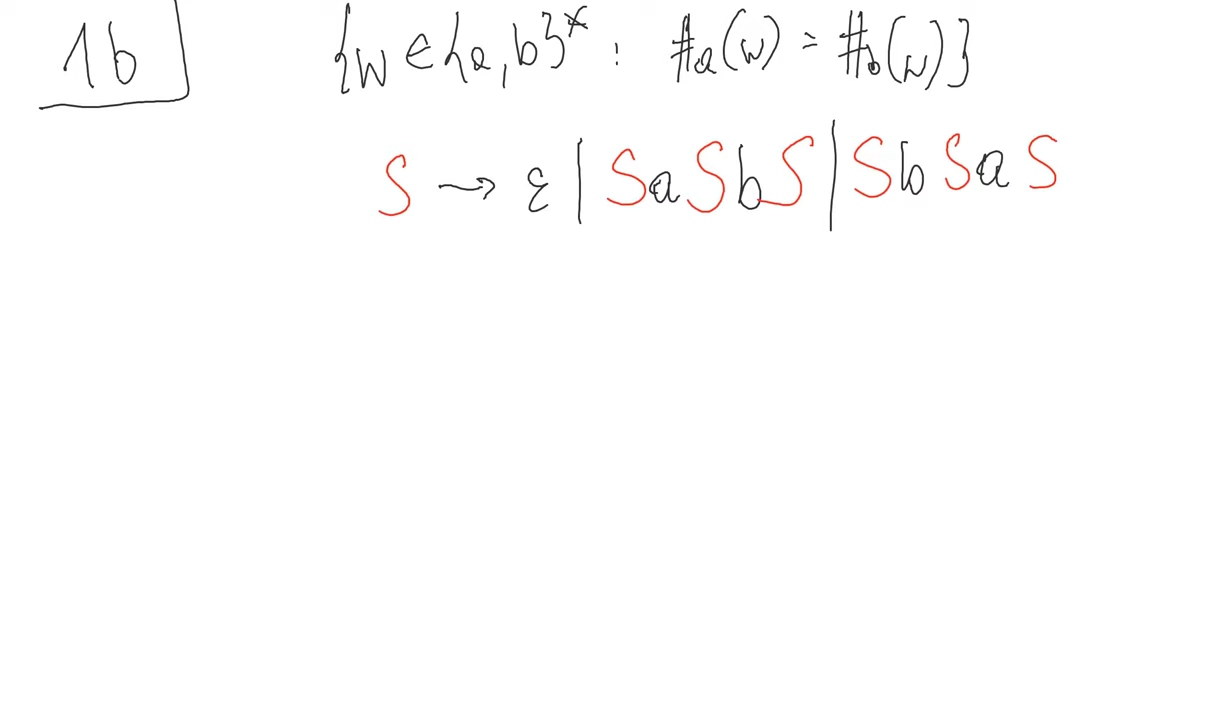 1b
{w ∈ {a, b}* : #a(w) = #b(w)}
S → ε | SaSbS | SbSaS